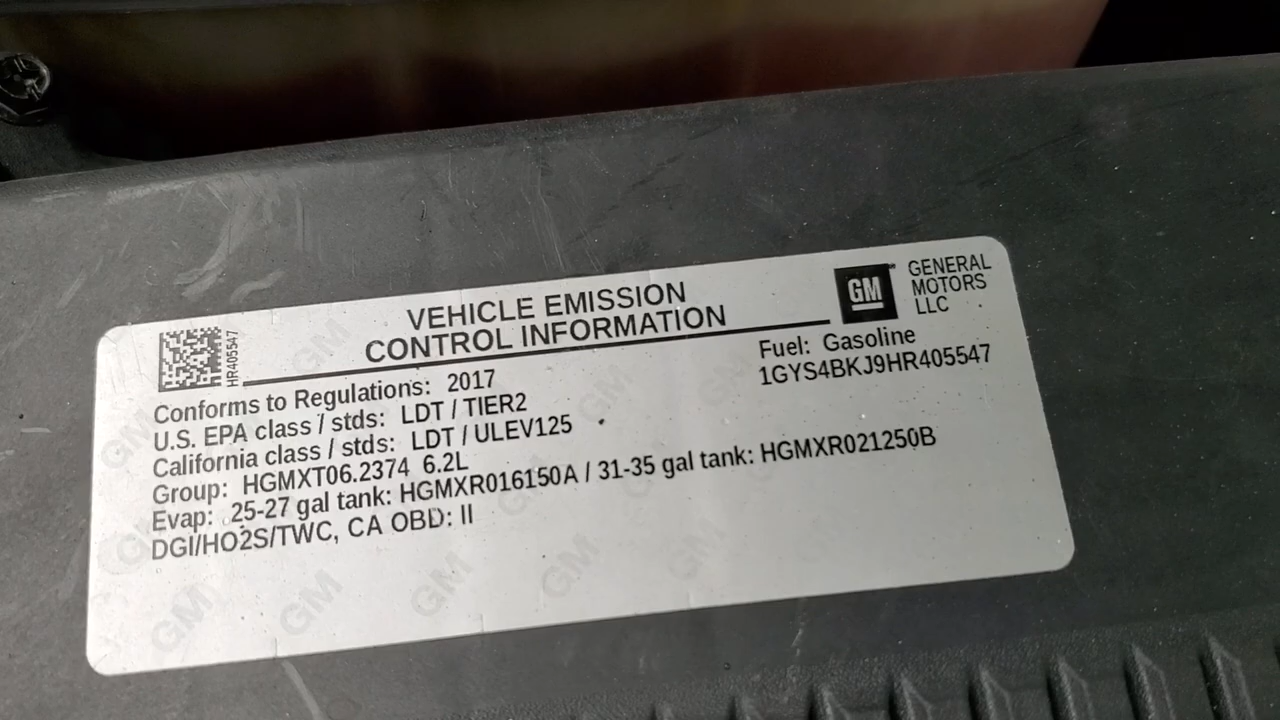 VEHICLE EMISSION
CONTROL INFORMATION
GM
GENERAL
MOTORS
LLC
HR405547
Fuel: Gasoline
1GYS4BKJ9HR405547
Conforms to Regulations: 2017
U.S. EPA class / stds: LDT / TIER2
California class / stds: LDT / ULEV125
Group: HGMXT06.2374 6.2L
Evap: 25-27 gal tank: HGMXR016150A / 31-35 gal tank: HGMXR021250B
DGI/HO2S/TWC, CA OBD: II